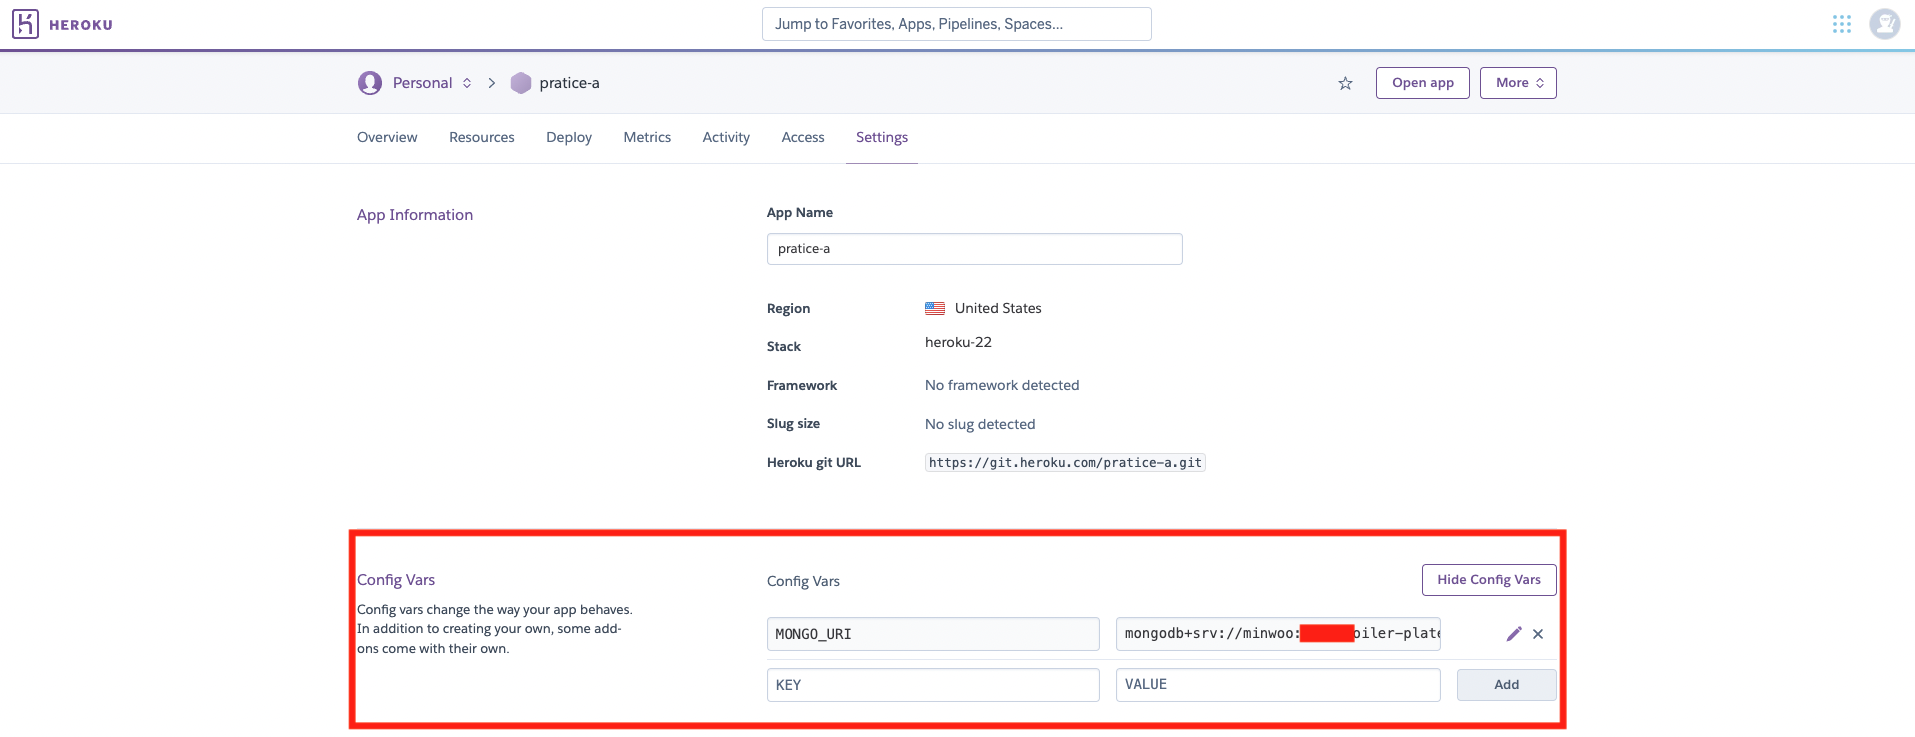 HEROKU
Jump to Favorites, Apps, Pipelines, Spaces...
Personal
pratice-a
Open app
More
Overview
Resources
Deploy
Metrics
Activity
Access
Settings
App Information
App Name
pratice-a
Region
United States
Stack
heroku-22
Framework
No framework detected
Slug size
No slug detected
Heroku git URL
https://git.heroku.com/pratice-a.git
Config Vars
Config vars change the way your app behaves.
In addition to creating your own, some add-
ons come with their own.
Config Vars
Hide Config Vars
MONGO_URI
mongodb+srv://minwoo: oiler-plate
KEY
VALUE
Add